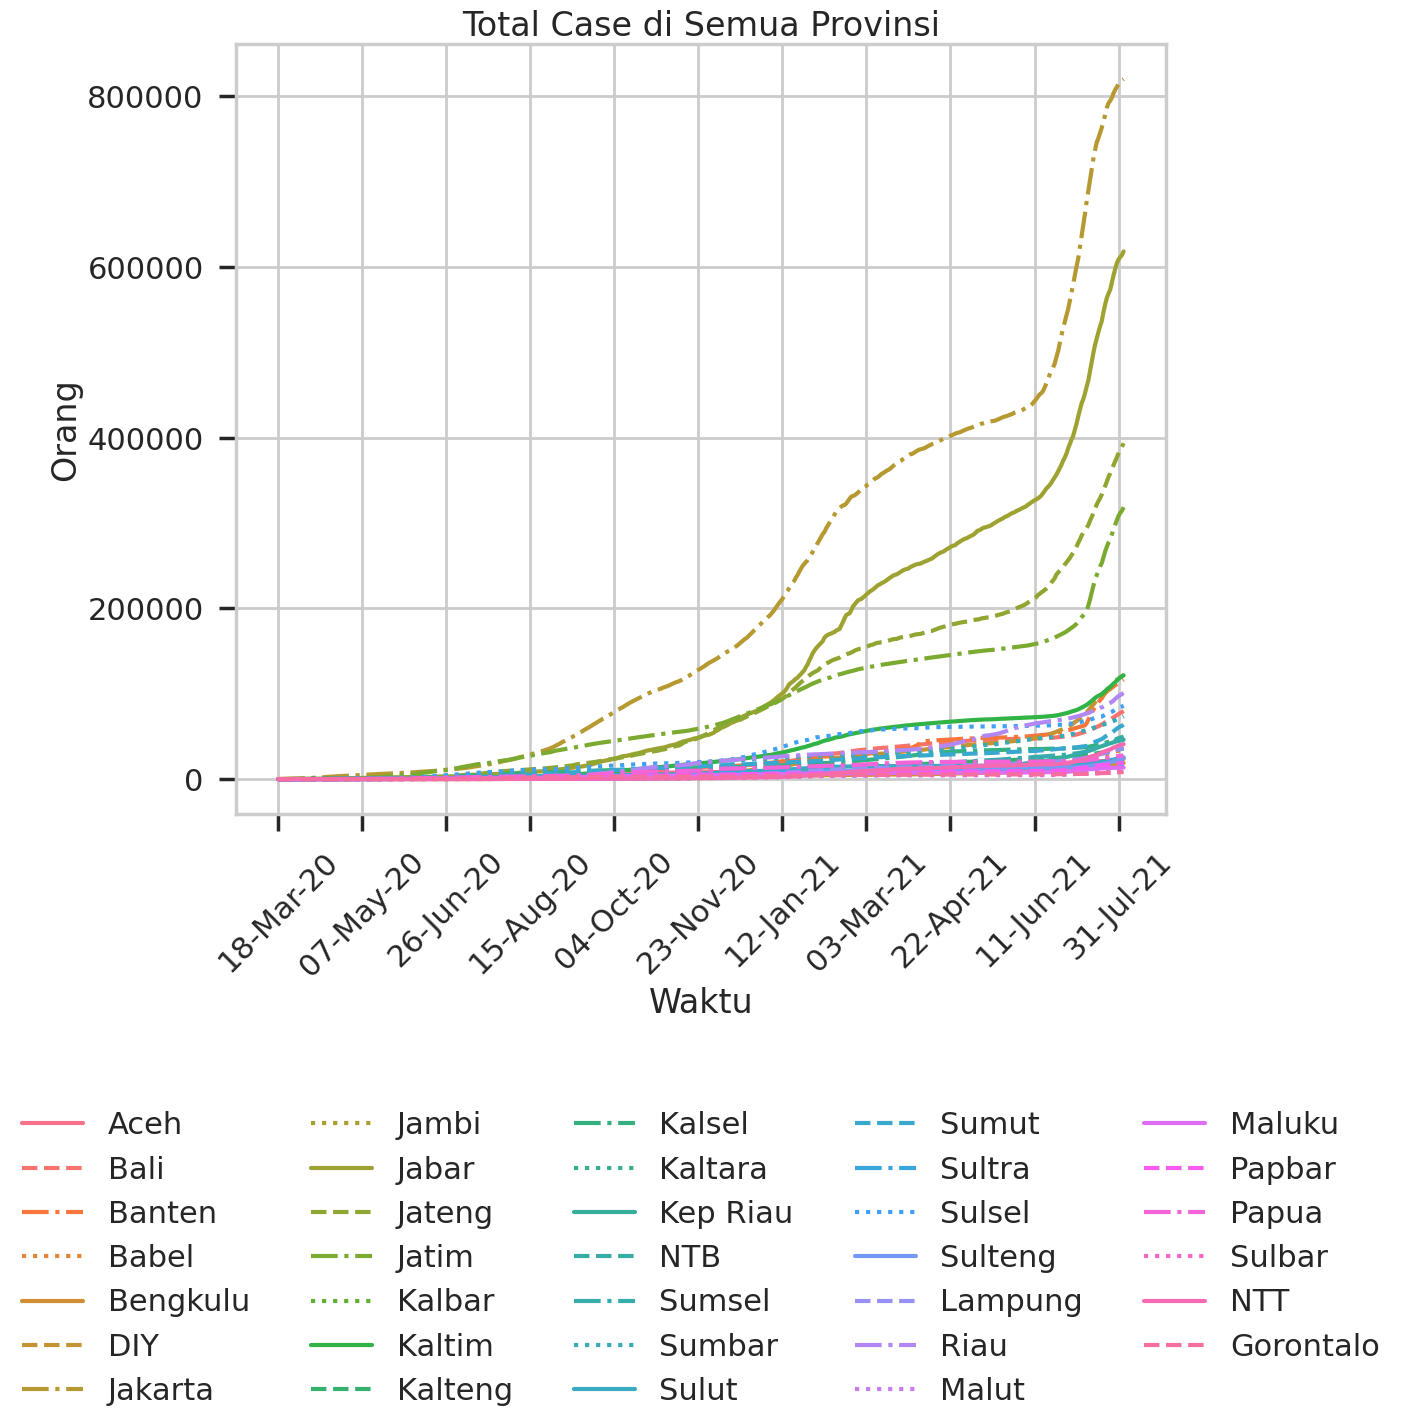 Total Case di Semua Provinsi
800000
600000
400000
200000
0
Orang
18-Mar-20
07-May-20
26-Jun-20
15-Aug-20
04-Oct-20
23-Nov-20
12-Jan-21
03-Mar-21
22-Apr-21
11-Jun-21
31-Jul-21
Waktu
Aceh
Bali
Banten
Babel
Bengkulu
DIY
Jakarta
Jambi
Jabar
Jateng
Jatim
Kalbar
Kaltim
Kalteng
Kalsel
Kaltara
Kep Riau
NTB
Sumsel
Sumbar
Sulut
Sumut
Sultra
Sulsel
Sulteng
Lampung
Riau
Malut
Maluku
Papbar
Papua
Sulbar
NTT
Gorontalo